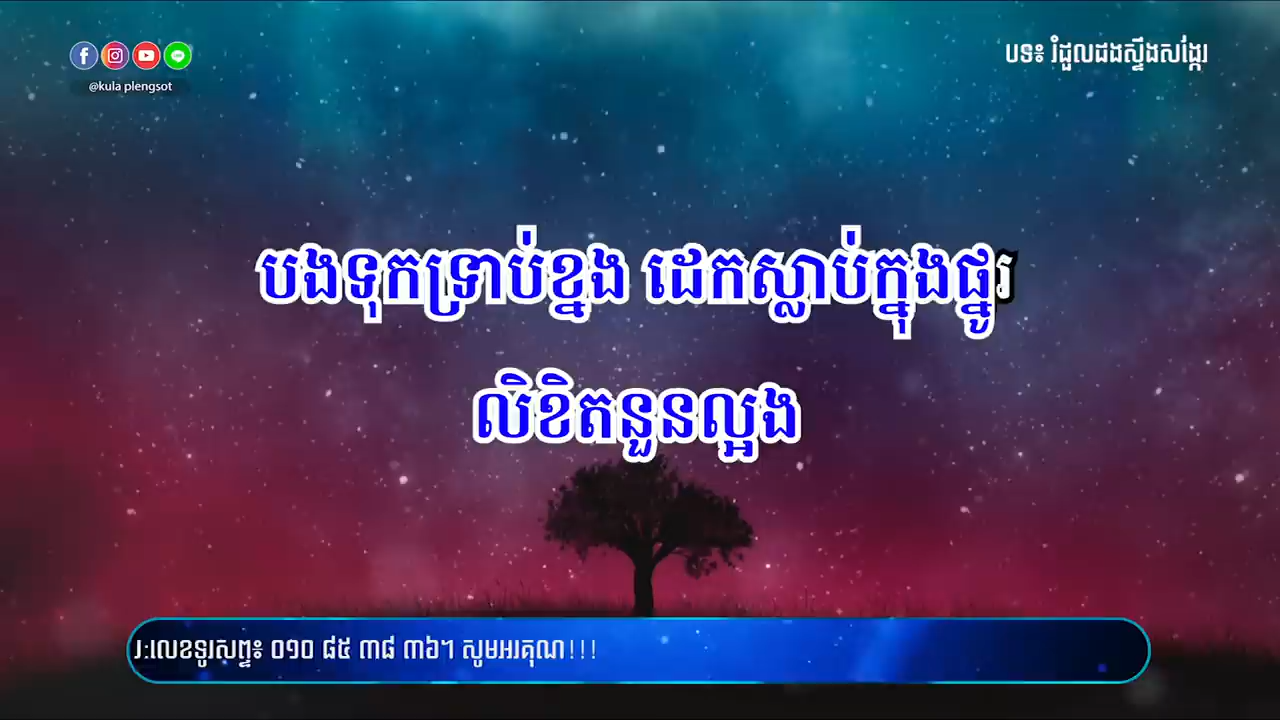 បទ៖ រំដួលដងស្ទឹងសង្កែរ
@kula plengsot
បងទុកទ្រាប់ខ្នង ដេកស្លាប់ក្នុងផ្នូរ
លិខិតនួនល្អង
រ:លេខទូរសព្ទ៖ ០១០ ៨៥ ៣៨ ៣៦។ សូមអរគុណ!!!